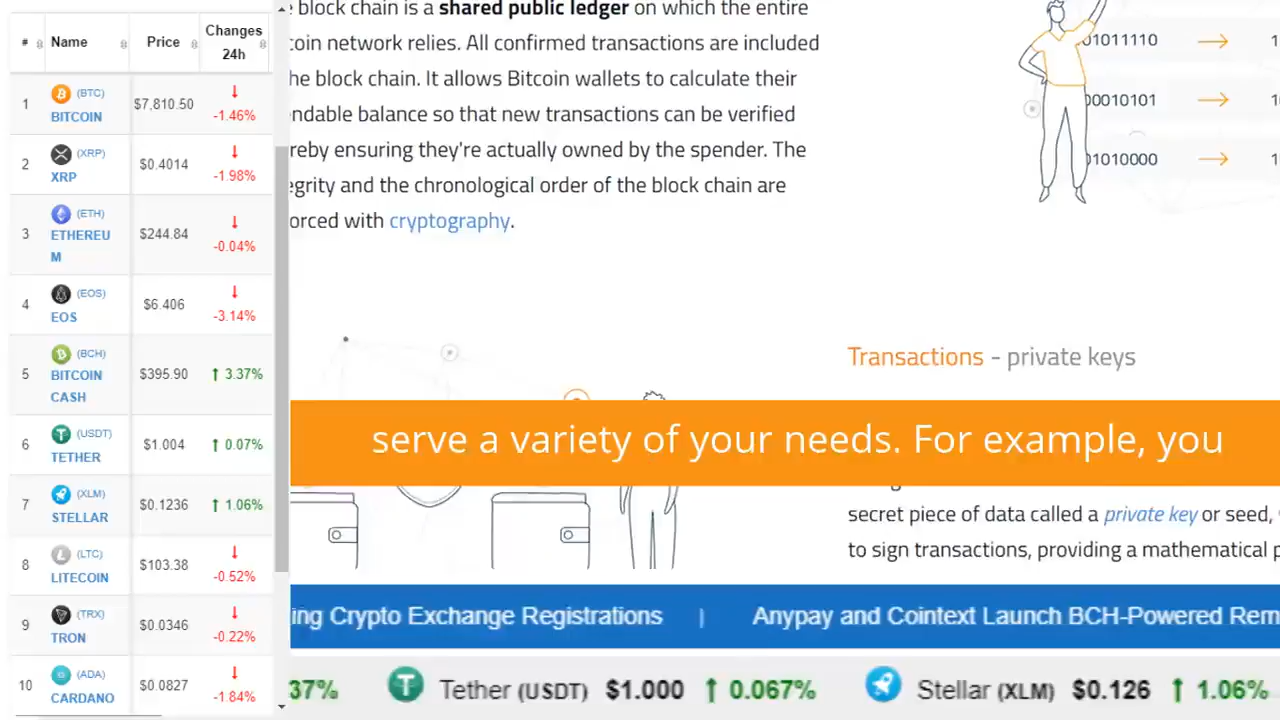 # Name Price Changes 24h
1 (BTC) BITCOIN $7,810.50 ↓ -1.46%
2 (XRP) XRP $0.4014 ↓ -1.98%
3 (ETH) ETHEREU M $244.84 ↓ -0.04%
4 (EOS) EOS $6.406 ↓ -3.14%
5 (BCH) BITCOIN CASH $395.90 ↑ 3.37%
6 (USDT) TETHER $1.004 ↑ 0.07%
7 (XLM) STELLAR $0.1236 ↑ 1.06%
8 (LTC) LITECOIN $103.38 ↓ -0.52%
9 (TRX) TRON $0.0346 ↓ -0.22%
10 (ADA) CARDANO $0.0827 ↓ -1.84%
block chain is a shared public ledger on which the entire
coin network relies. All confirmed transactions are included
the block chain. It allows Bitcoin wallets to calculate their
ndable balance so that new transactions can be verified
reby ensuring they're actually owned by the spender. The
egrity and the chronological order of the block chain are
orced with cryptography.
01011110 →
00010101 →
01010000 →
Transactions - private keys
serve a variety of your needs. For example, you
secret piece of data called a private key or seed,
to sign transactions, providing a mathematical
ing Crypto Exchange Registrations | Anypay and Cointext Launch BCH-Powered Rem
37% Tether (USDT) $1.000 ↑ 0.067% Stellar (XLM) $0.126 ↑ 1.06%